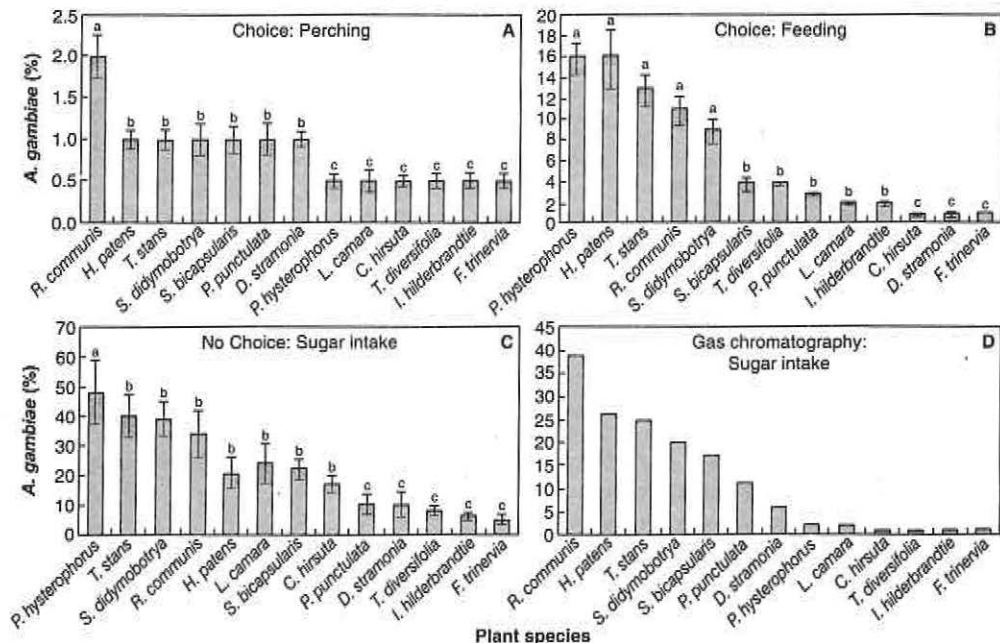 Choice: Perching
A
A. gambiae (%)
2.0
1.5
1.0
0.5
0.0
a
b
b
b
b
b
b
c
c
c
c
c
c
R. communis
H. patens
T. stans
S. didymobotrya
S. bicapsularis
P. punctulata
D. stramonia
P. hysterophorus
L. camara
C. hirsuta
T. diversifolia
I. hilderbrandtie
F. trinervia
Choice: Feeding
B
20
18
16
14
12
10
8
6
4
2
a
a
a
a
a
b
b
b
b
b
c
c
c
P. hysterophorus
H. patens
T. stans
R. communis
S. didymobotrya
S. bicapsularis
T. diversifolia
P. punctulata
L. camara
I. hilderbrandtie
C. hirsuta
D. stramonia
F. trinervia
No Choice: Sugar intake
C
A. gambiae (%)
70
60
50
40
30
20
10
0
a
b
b
b
b
b
b
b
c
c
c
c
c
P. hysterophorus
T. stans
S. didymobotrya
R. communis
H. patens
L. camara
S. bicapsularis
C. hirsuta
P. punctulata
D. stramonia
T. diversifolia
I. hilderbrandtie
F. trinervia
Gas chromatography:
Sugar intake
D
45
40
35
30
25
20
15
10
5
0
R. communis
H. patens
T. stans
S. didymobotrya
S. bicapsularis
P. punctulata
D. stramonia
P. hysterophorus
L. camara
C. hirsuta
T. diversifolia
I. hilderbrandtie
F. trinervia
Plant species